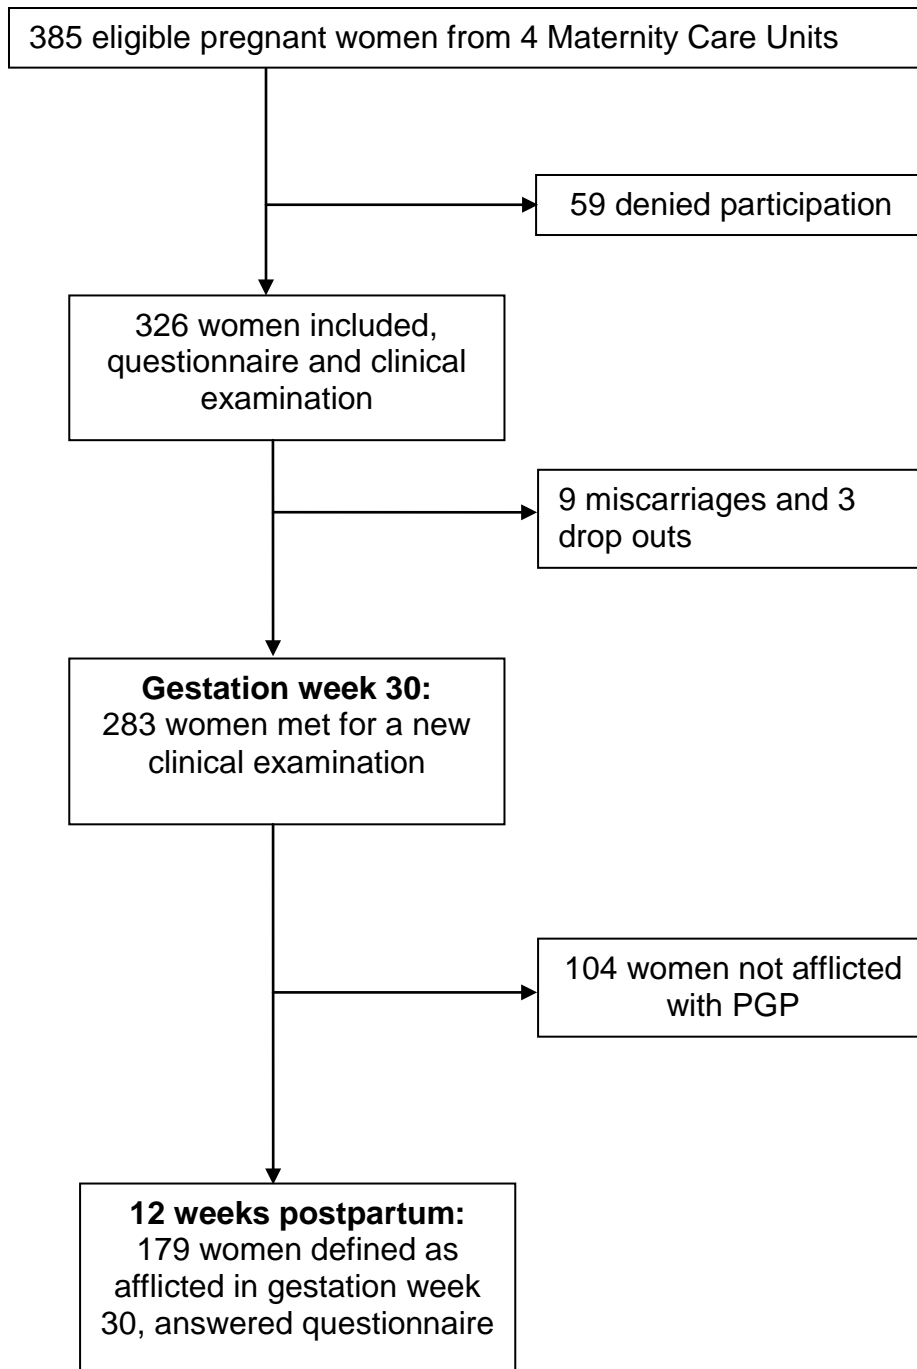 385 eligible pregnant women from 4 Maternity Care Units
59 denied participation
326 women included,
questionnaire and clinical
examination
9 miscarriages and 3
drop outs
Gestation week 30:
283 women met for a new
clinical examination
104 women not afflicted
with PGP
12 weeks postpartum:
179 women defined as
afflicted in gestation week
30, answered questionnaire